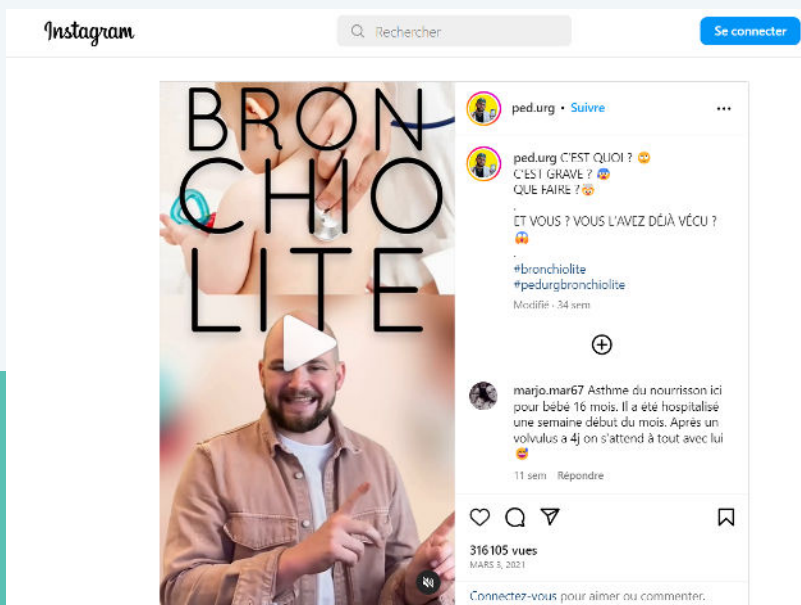 Instagram
Rechercher
Se connecter
BRON
CHIO
LITE
ped.urg • Suivre
ped.urg C'EST QUOI ? 🙄
C'EST GRAVE ? 😰
QUE FAIRE ? 🤯
.
ET VOUS ? VOUS L'AVEZ DÉJÀ VÉCU ?
😱
.
#bronchiolite
#pedurgbronchiolite
Modifié · 34 sem
marjo.mar67 Asthme du nourrisson ici
pour bébé 16 mois. Il a été hospitalisé
une semaine début du mois. Après un
volvulus a 4j on s'attend à tout avec lui
😅
11 sem Répondre
316 105 vues
MARS 3, 2021
Connectez-vous pour aimer ou commenter.